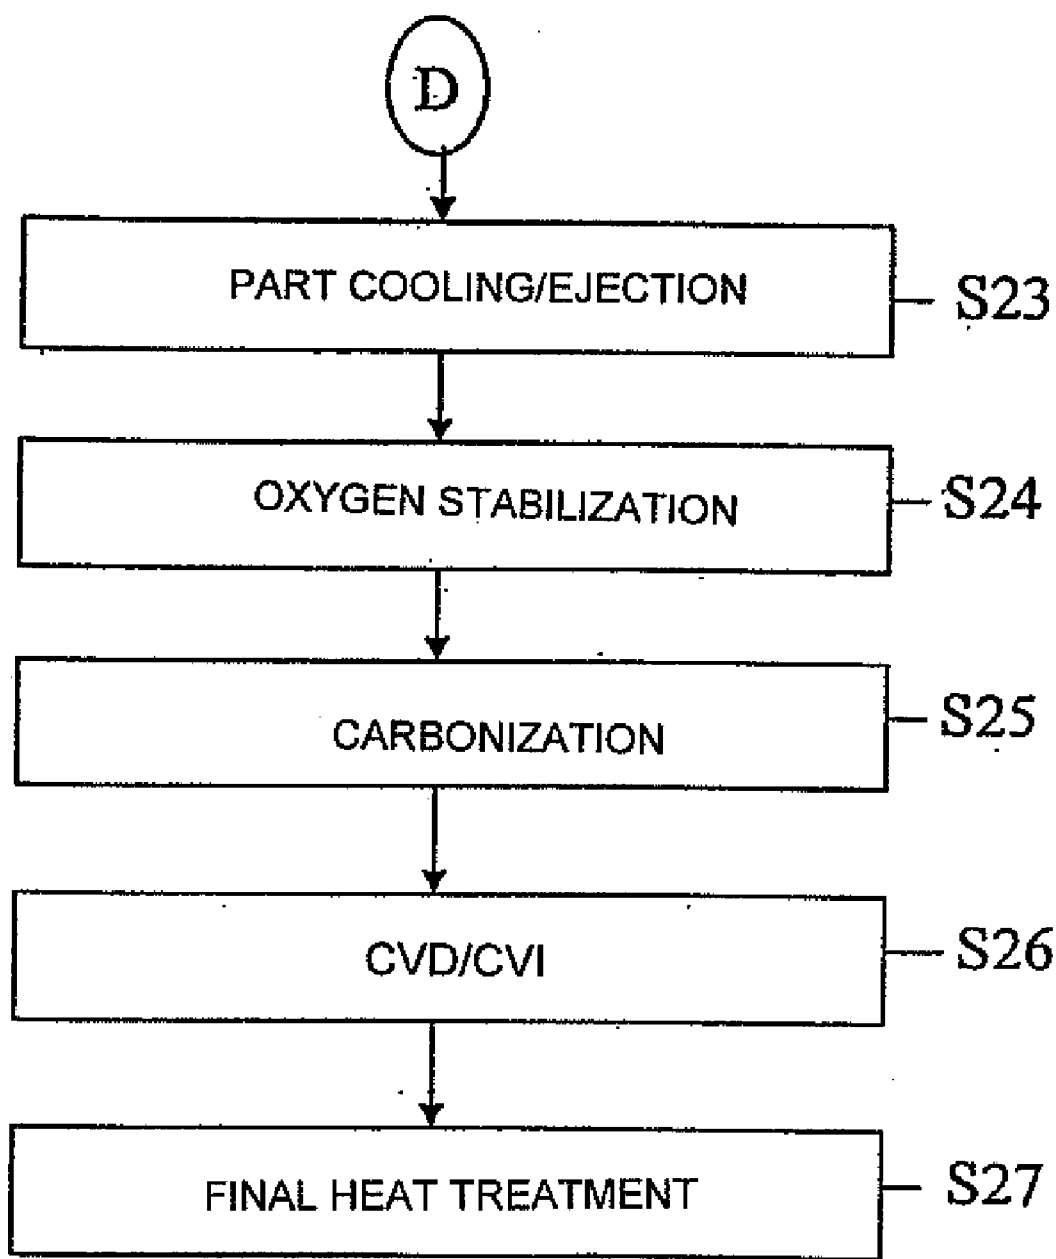 D
PART COOLING/EJECTION
S23
OXYGEN STABILIZATION
S24
CARBONIZATION
S25
CVD/CVI
S26
FINAL HEAT TREATMENT
S27